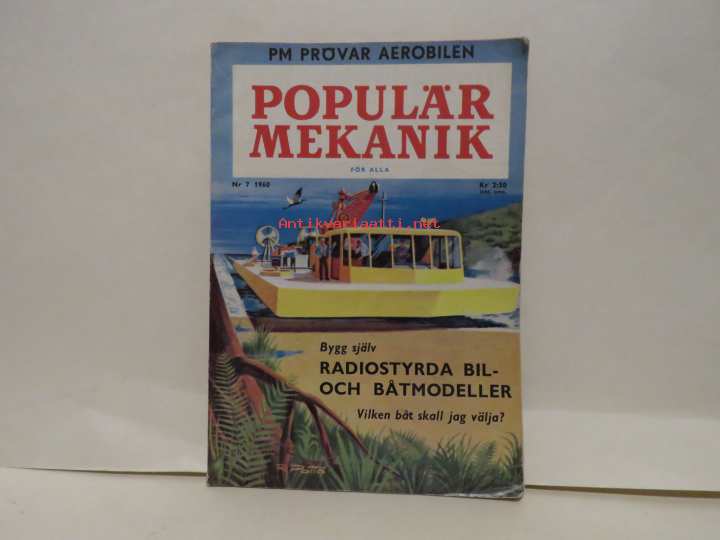 PM PRÖVAR AEROBILEN
POPULÄR
MEKANIK
FÖR ALLA
Nr 7 1960
Kr 2:50
Antikvariaatti.net
Bygg själv
RADIOSTYRDA BIL-
OCH BÅTMODELLER
Vilken båt skall jag välja?